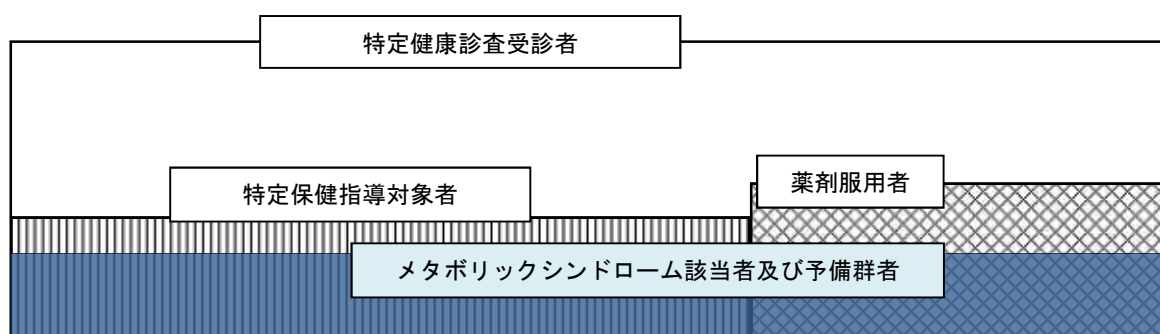 特定健康診査受診者
薬剤服用者
特定保健指導対象者
メタボリックシンドローム該当者及び予備群者